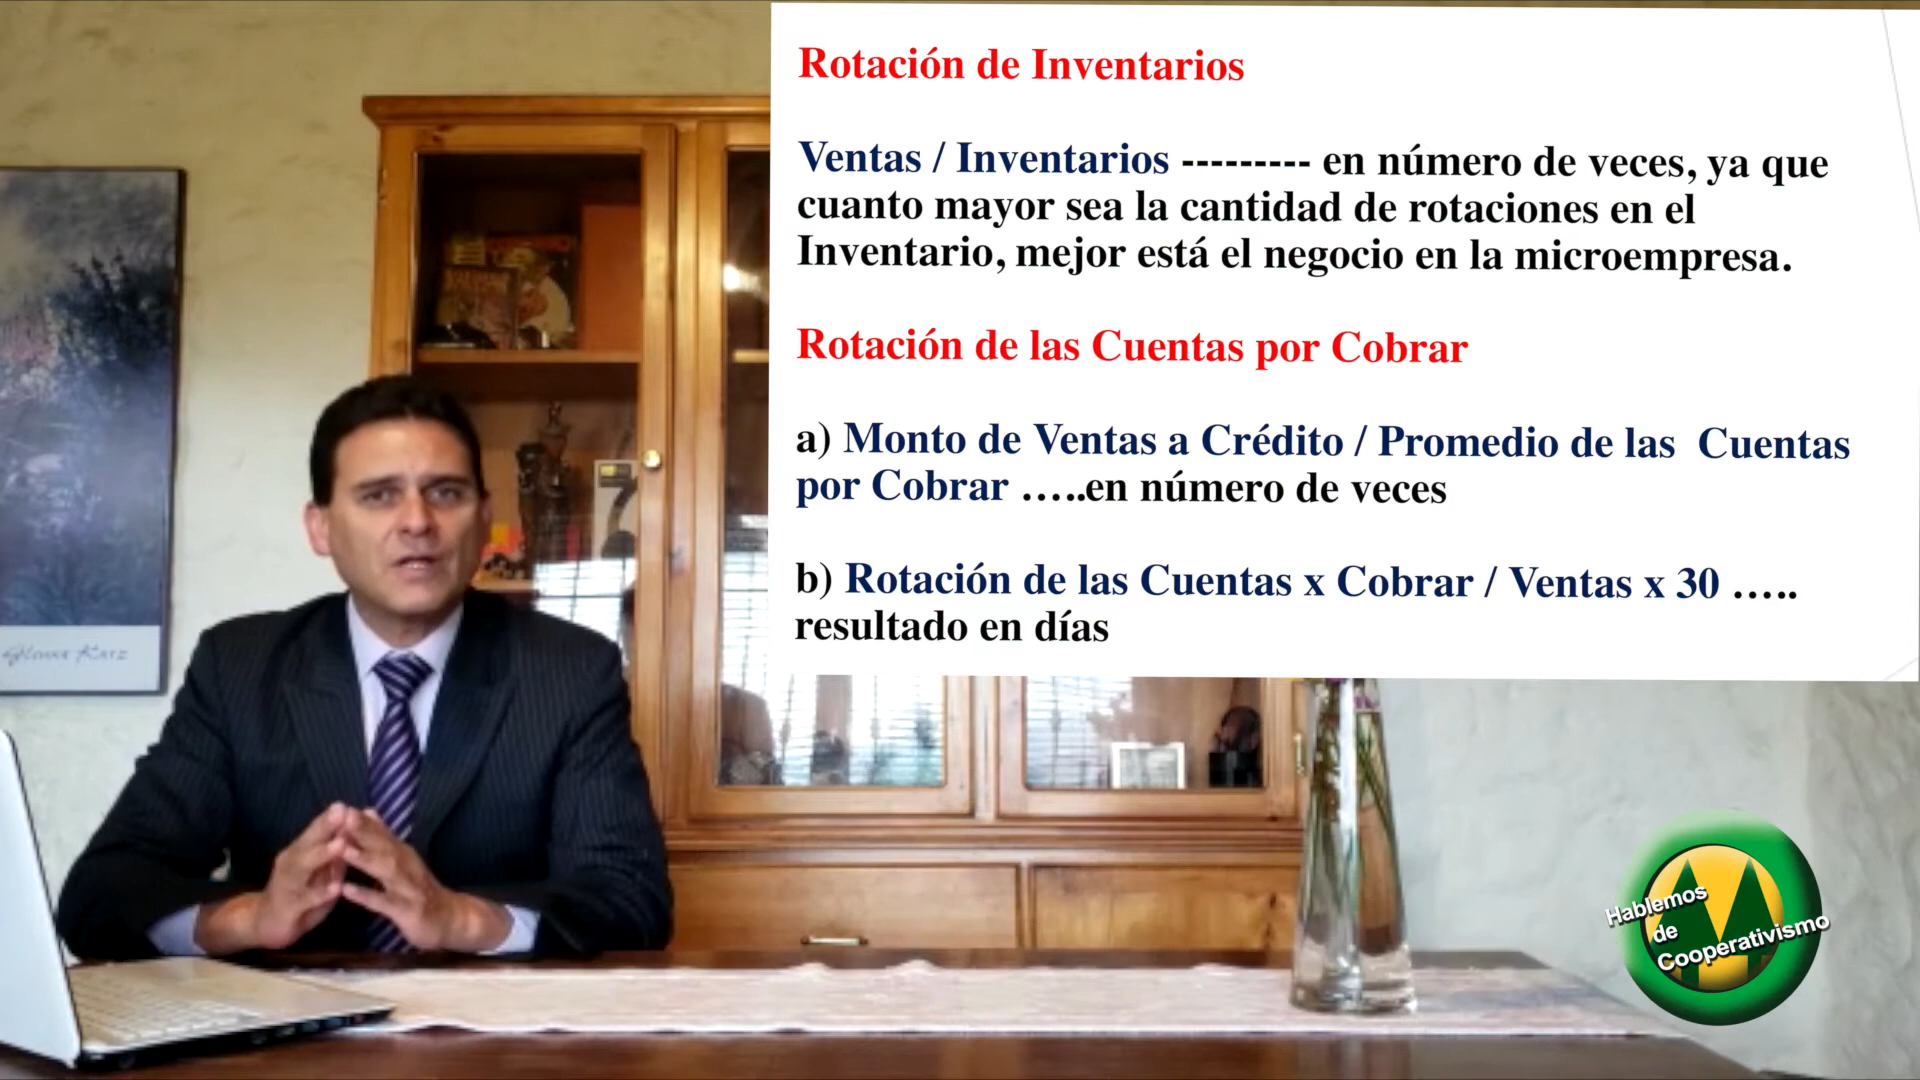 Rotación de Inventarios
Ventas / Inventarios --------- en número de veces, ya que
cuanto mayor sea la cantidad de rotaciones en el
Inventario, mejor está el negocio en la microempresa.
Rotación de las Cuentas por Cobrar
a) Monto de Ventas a Crédito / Promedio de las  Cuentas
por Cobrar …..en número de veces
b) Rotación de las Cuentas x Cobrar / Ventas x 30 …..
resultado en días
Hablemos
de
Cooperativismo